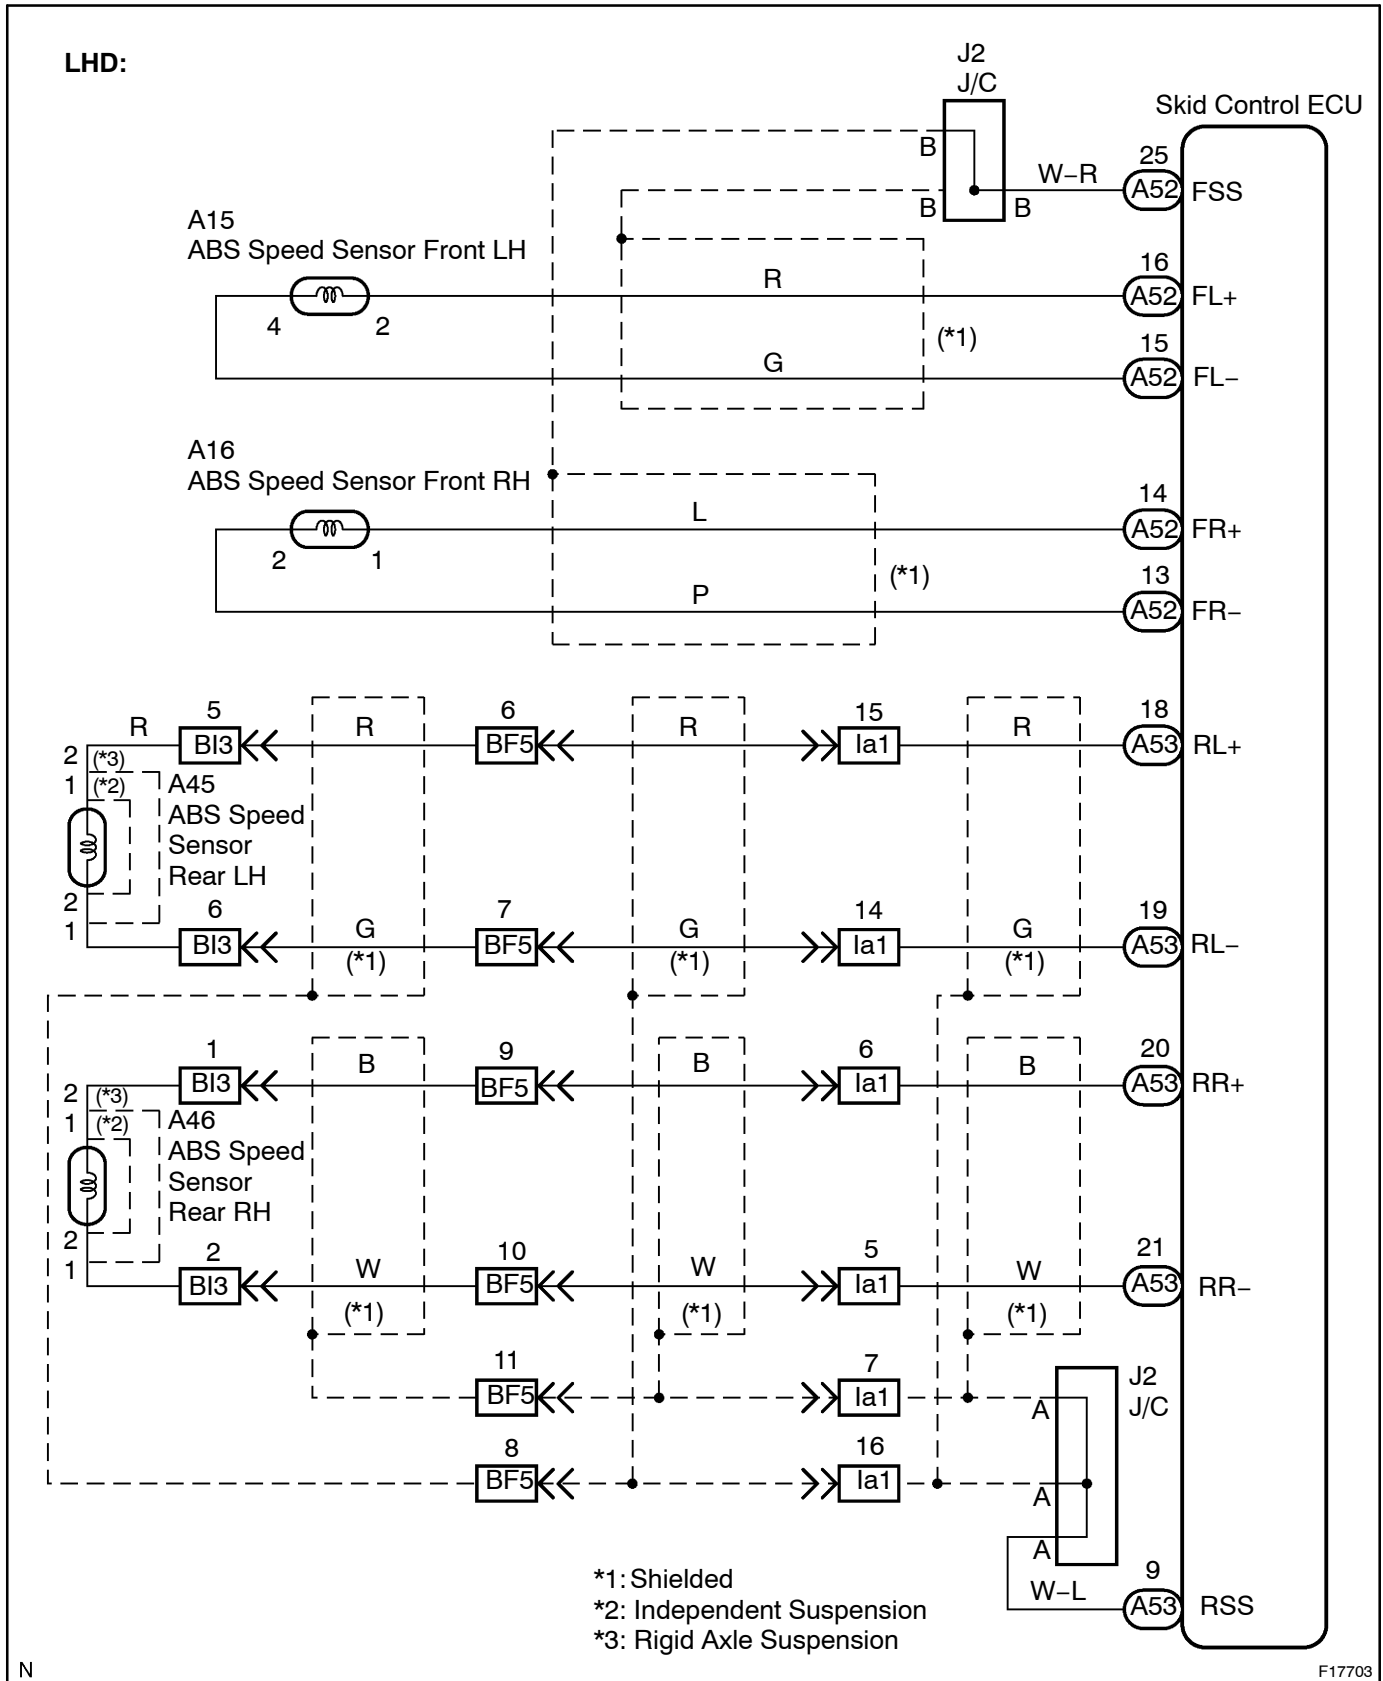 LHD:
J2
J/C
Skid Control ECU
B
W-R
25
A52
FSS
B
B
A15
ABS Speed Sensor Front LH
4
2
R
16
A52
FL+
(*1)
G
15
A52
FL-
A16
ABS Speed Sensor Front RH
2
1
L
14
A52
FR+
(*1)
P
13
A52
FR-
R
5
BI3
R
6
BF5
R
15
Ia1
R
18
A53
RL+
2
(*3)
1
(*2)
A45
ABS Speed
Sensor
Rear LH
2
1
6
BI3
G
(*1)
7
BF5
G
(*1)
14
Ia1
G
(*1)
19
A53
RL-
1
BI3
B
9
BF5
B
6
Ia1
B
20
A53
RR+
2
(*3)
1
(*2)
A46
ABS Speed
Sensor
Rear RH
2
1
2
BI3
W
(*1)
10
BF5
W
(*1)
5
Ia1
W
(*1)
21
A53
RR-
11
BF5
7
Ia1
A
J2
J/C
8
BF5
16
Ia1
A
A
W-L
9
A53
RSS
*1: Shielded
*2: Independent Suspension
*3: Rigid Axle Suspension
N
F17703